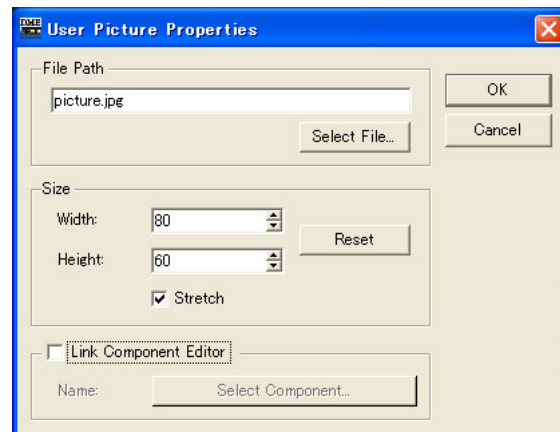 DME
User Picture Properties
File Path
picture.jpg
Select File...
OK
Cancel
Size
Width:
80
Height:
60
Reset
Stretch
Link Component Editor
Name:
Select Component...